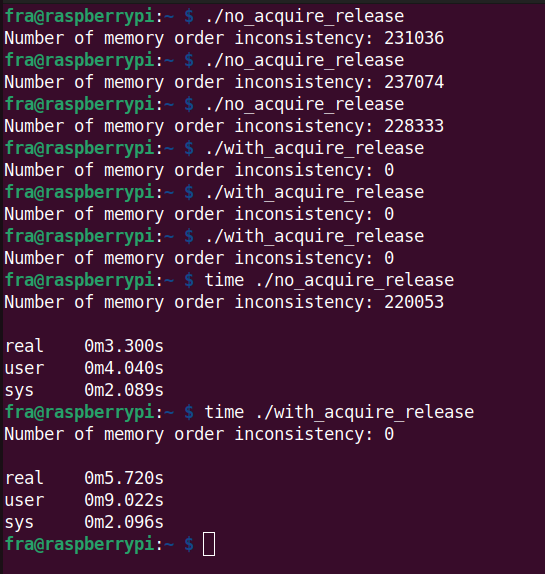 fra@raspberrypi:~ $ ./no_acquire_release
Number of memory order inconsistency: 231036
fra@raspberrypi:~ $ ./no_acquire_release
Number of memory order inconsistency: 237074
fra@raspberrypi:~ $ ./no_acquire_release
Number of memory order inconsistency: 228333
fra@raspberrypi:~ $ ./with_acquire_release
Number of memory order inconsistency: 0
fra@raspberrypi:~ $ ./with_acquire_release
Number of memory order inconsistency: 0
fra@raspberrypi:~ $ ./with_acquire_release
Number of memory order inconsistency: 0
fra@raspberrypi:~ $ time ./no_acquire_release
Number of memory order inconsistency: 220053

real    0m3.300s
user    0m4.040s
sys     0m2.089s
fra@raspberrypi:~ $ time ./with_acquire_release
Number of memory order inconsistency: 0

real    0m5.720s
user    0m9.022s
sys     0m2.096s
fra@raspberrypi:~ $